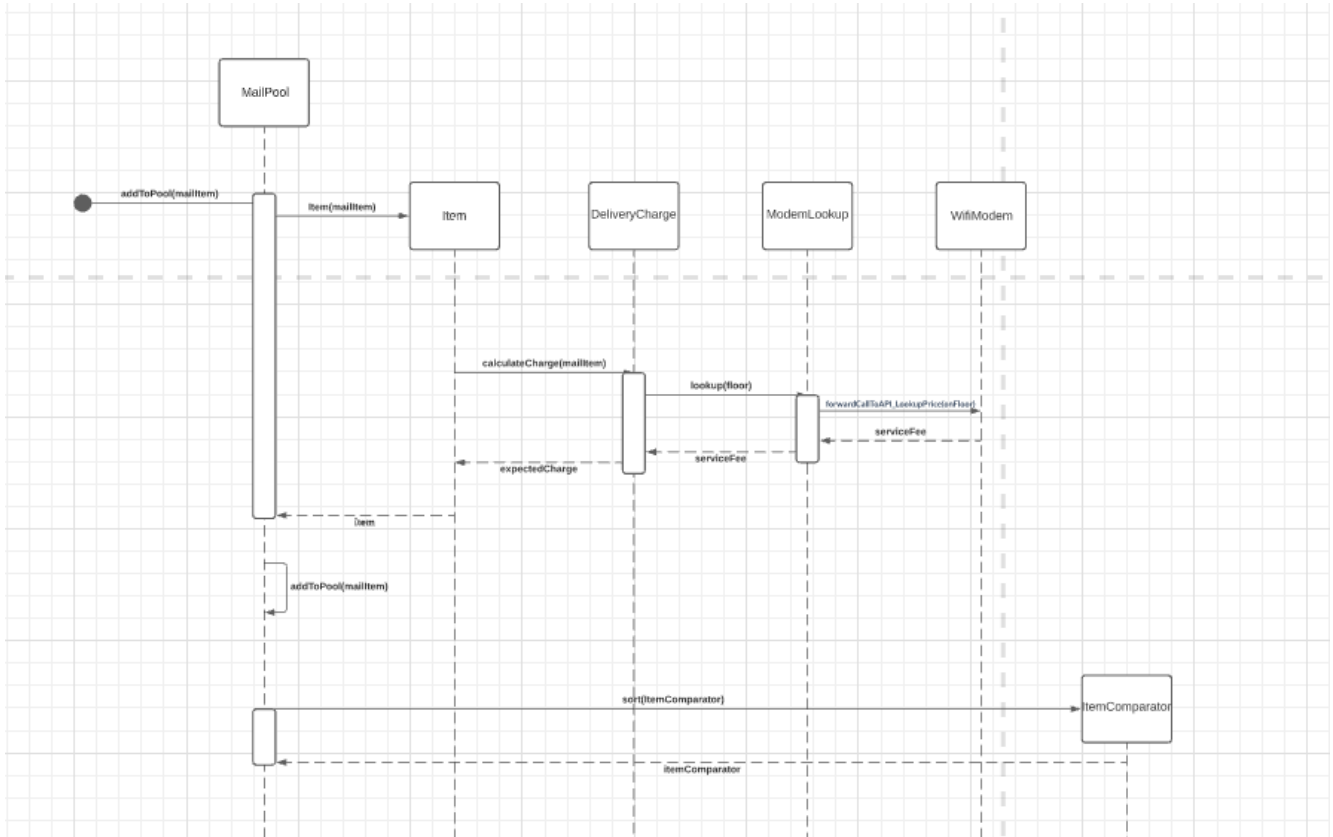 MailPool
addToPool(mailItem)
Item(mailItem)
Item
DeliveryCharge
ModemLookup
WifiModem
calculateCharge(mailItem)
lookup(floor)
forwardCallToAPI_LookupPrice(onFloor)
serviceFee
serviceFee
expectedCharge
Item
addToPool(mailItem)
sort(ItemComparator)
ItemComparator
itemComparator